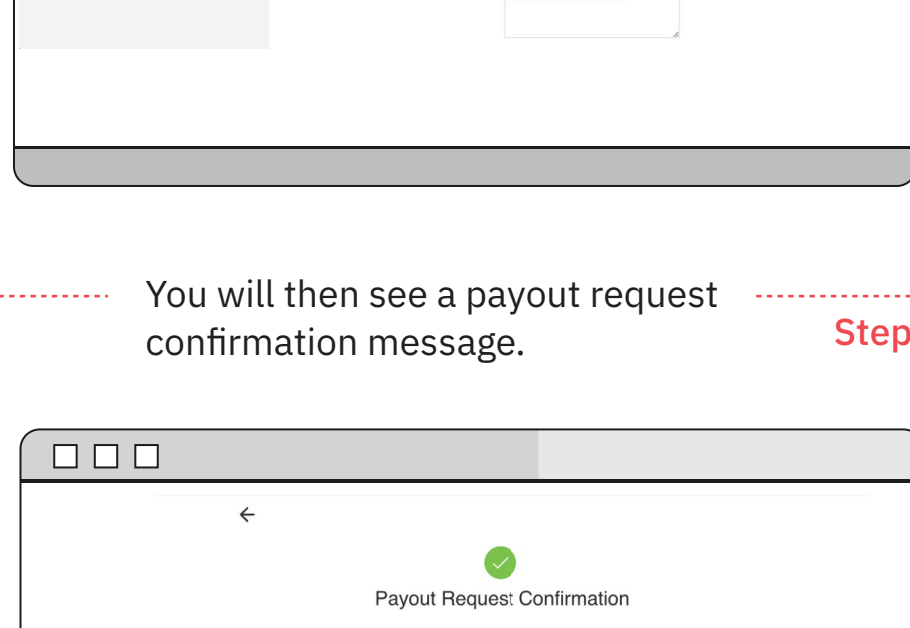 You will then see a payout request
confirmation message.
Step
Payout Request Confirmation